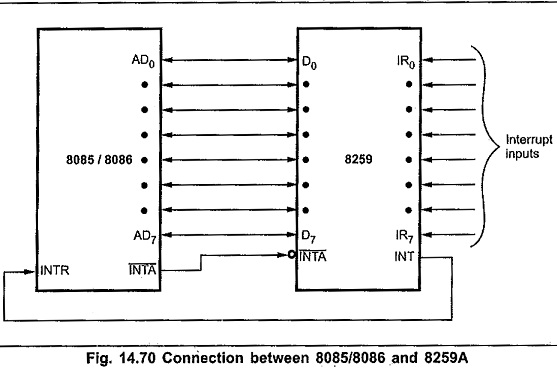 AD0
D0
IR0
8085 / 8086
8259
Interrupt
inputs
AD7
D7
IR7
INTR
INTA
INTA
INT
Fig. 14.70 Connection between 8085/8086 and 8259A